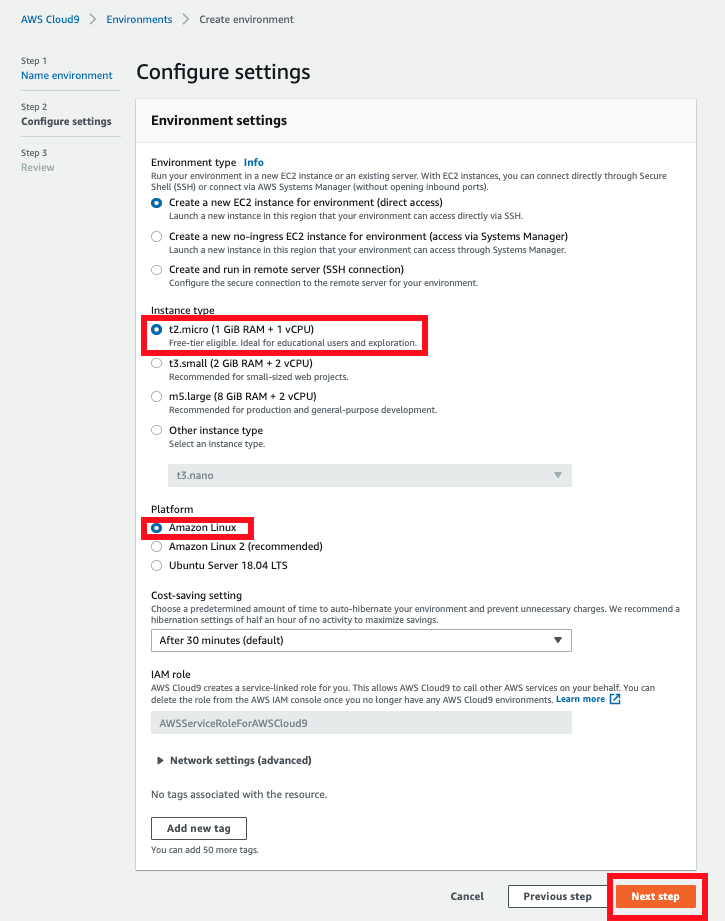 AWS Cloud9 > Environments > Create environment
Step 1
Name environment
Step 2
Configure settings
Step 3
Review
Configure settings
Environment settings
Environment type Info
Run your environment in a new EC2 instance or an existing server. With EC2 instances, you can connect directly through Secure
Shell (SSH) or connect via AWS Systems Manager (without opening inbound ports).
Create a new EC2 instance for environment (direct access)
Launch a new instance in this region that your environment can access directly via SSH.
Create a new no-ingress EC2 instance for environment (access via Systems Manager)
Launch a new instance in this region that your environment can access through Systems Manager.
Create and run in remote server (SSH connection)
Configure the secure connection to the remote server for your environment.
Instance type
t2.micro (1 GiB RAM + 1 vCPU)
Free-tier eligible. Ideal for educational users and exploration.
t3.small (2 GiB RAM + 2 vCPU)
Recommended for small-sized web projects.
m5.large (8 GiB RAM + 2 vCPU)
Recommended for production and general-purpose development.
Other instance type
Select an instance type.
t3.nano
Platform
Amazon Linux
Amazon Linux 2 (recommended)
Ubuntu Server 18.04 LTS
Cost-saving setting
Choose a predetermined amount of time to auto-hibernate your environment and prevent unnecessary charges. We recommend a
hibernation settings of half an hour of no activity to maximize savings.
After 30 minutes (default)
IAM role
AWS Cloud9 creates a service-linked role for you. This allows AWS Cloud9 to call other AWS services on your behalf. You can
delete the role from the AWS IAM console once you no longer have any AWS Cloud9 environments. Learn more
AWSServiceRoleForAWSCloud9
Network settings (advanced)
No tags associated with the resource.
Add new tag
You can add 50 more tags.
Cancel Previous step Next step